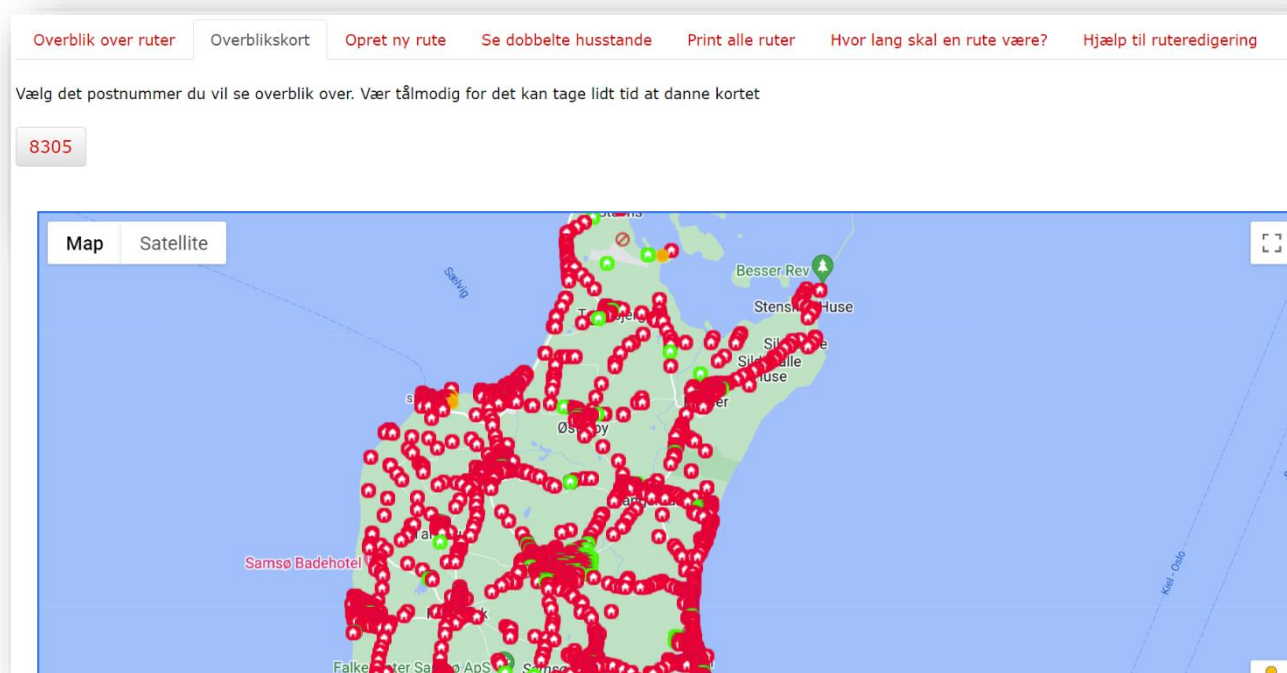 Overblik over ruter
Overblikskort
Opret ny rute
Se dobbelte husstande
Print alle ruter
Hvor lang skal en rute være?
Hjælp til ruteredigering
Vælg det postnummer du vil se overblik over. Vær tålmodig for det kan tage lidt tid at danne kortet
8305
Map
Satellite
Sælvig
Besser Rev
Huse
Samsø Badehotel
Kiel - Oslo